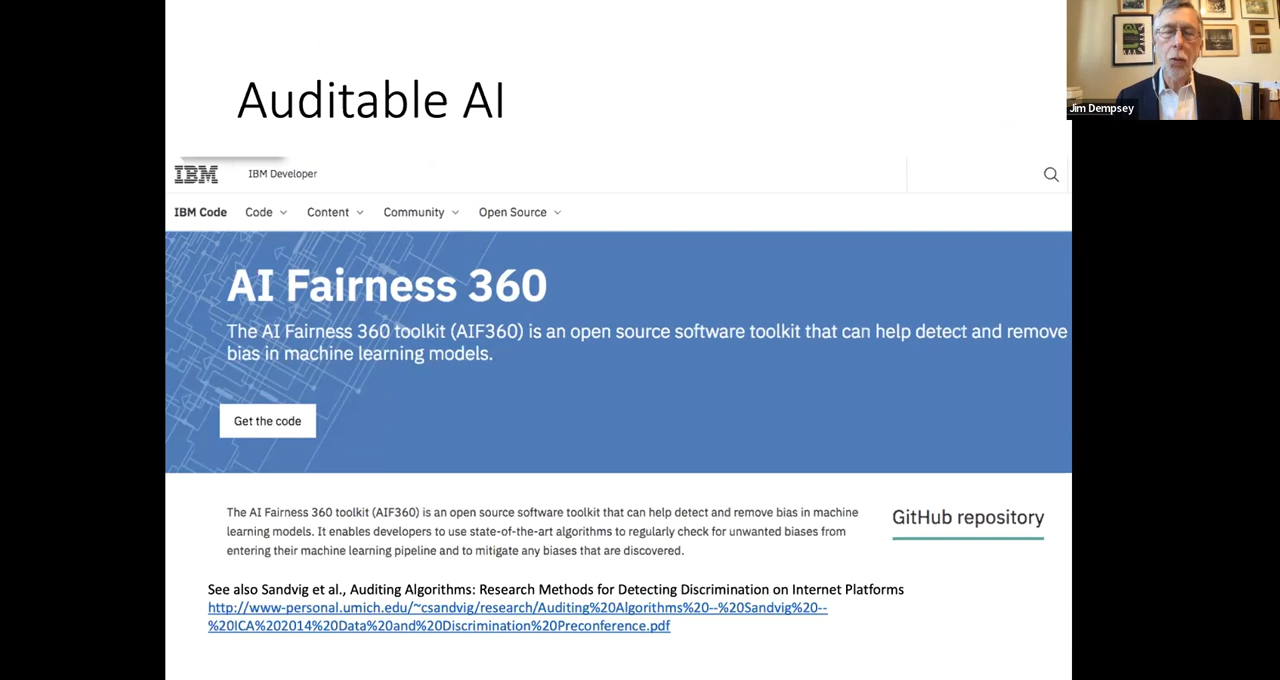 Auditable AI
Jim Dempsey
IBM
IBM Developer
IBM Code Code Content Community Open Source
AI Fairness 360
The AI Fairness 360 toolkit (AIF360) is an open source software toolkit that can help detect and remove
bias in machine learning models.
Get the code
The AI Fairness 360 toolkit (AIF360) is an open source software toolkit that can help detect and remove bias in machine
learning models. It enables developers to use state-of-the-art algorithms to regularly check for unwanted biases from
entering their machine learning pipeline and to mitigate any biases that are discovered.
GitHub repository
See also Sandvig et al., Auditing Algorithms: Research Methods for Detecting Discrimination on Internet Platforms
http://www-personal.umich.edu/~csandvig/research/Auditing%20Algorithms%20--%20Sandvig%20--
%20ICA%202014%20Data%20and%20Discrimination%20Preconference.pdf